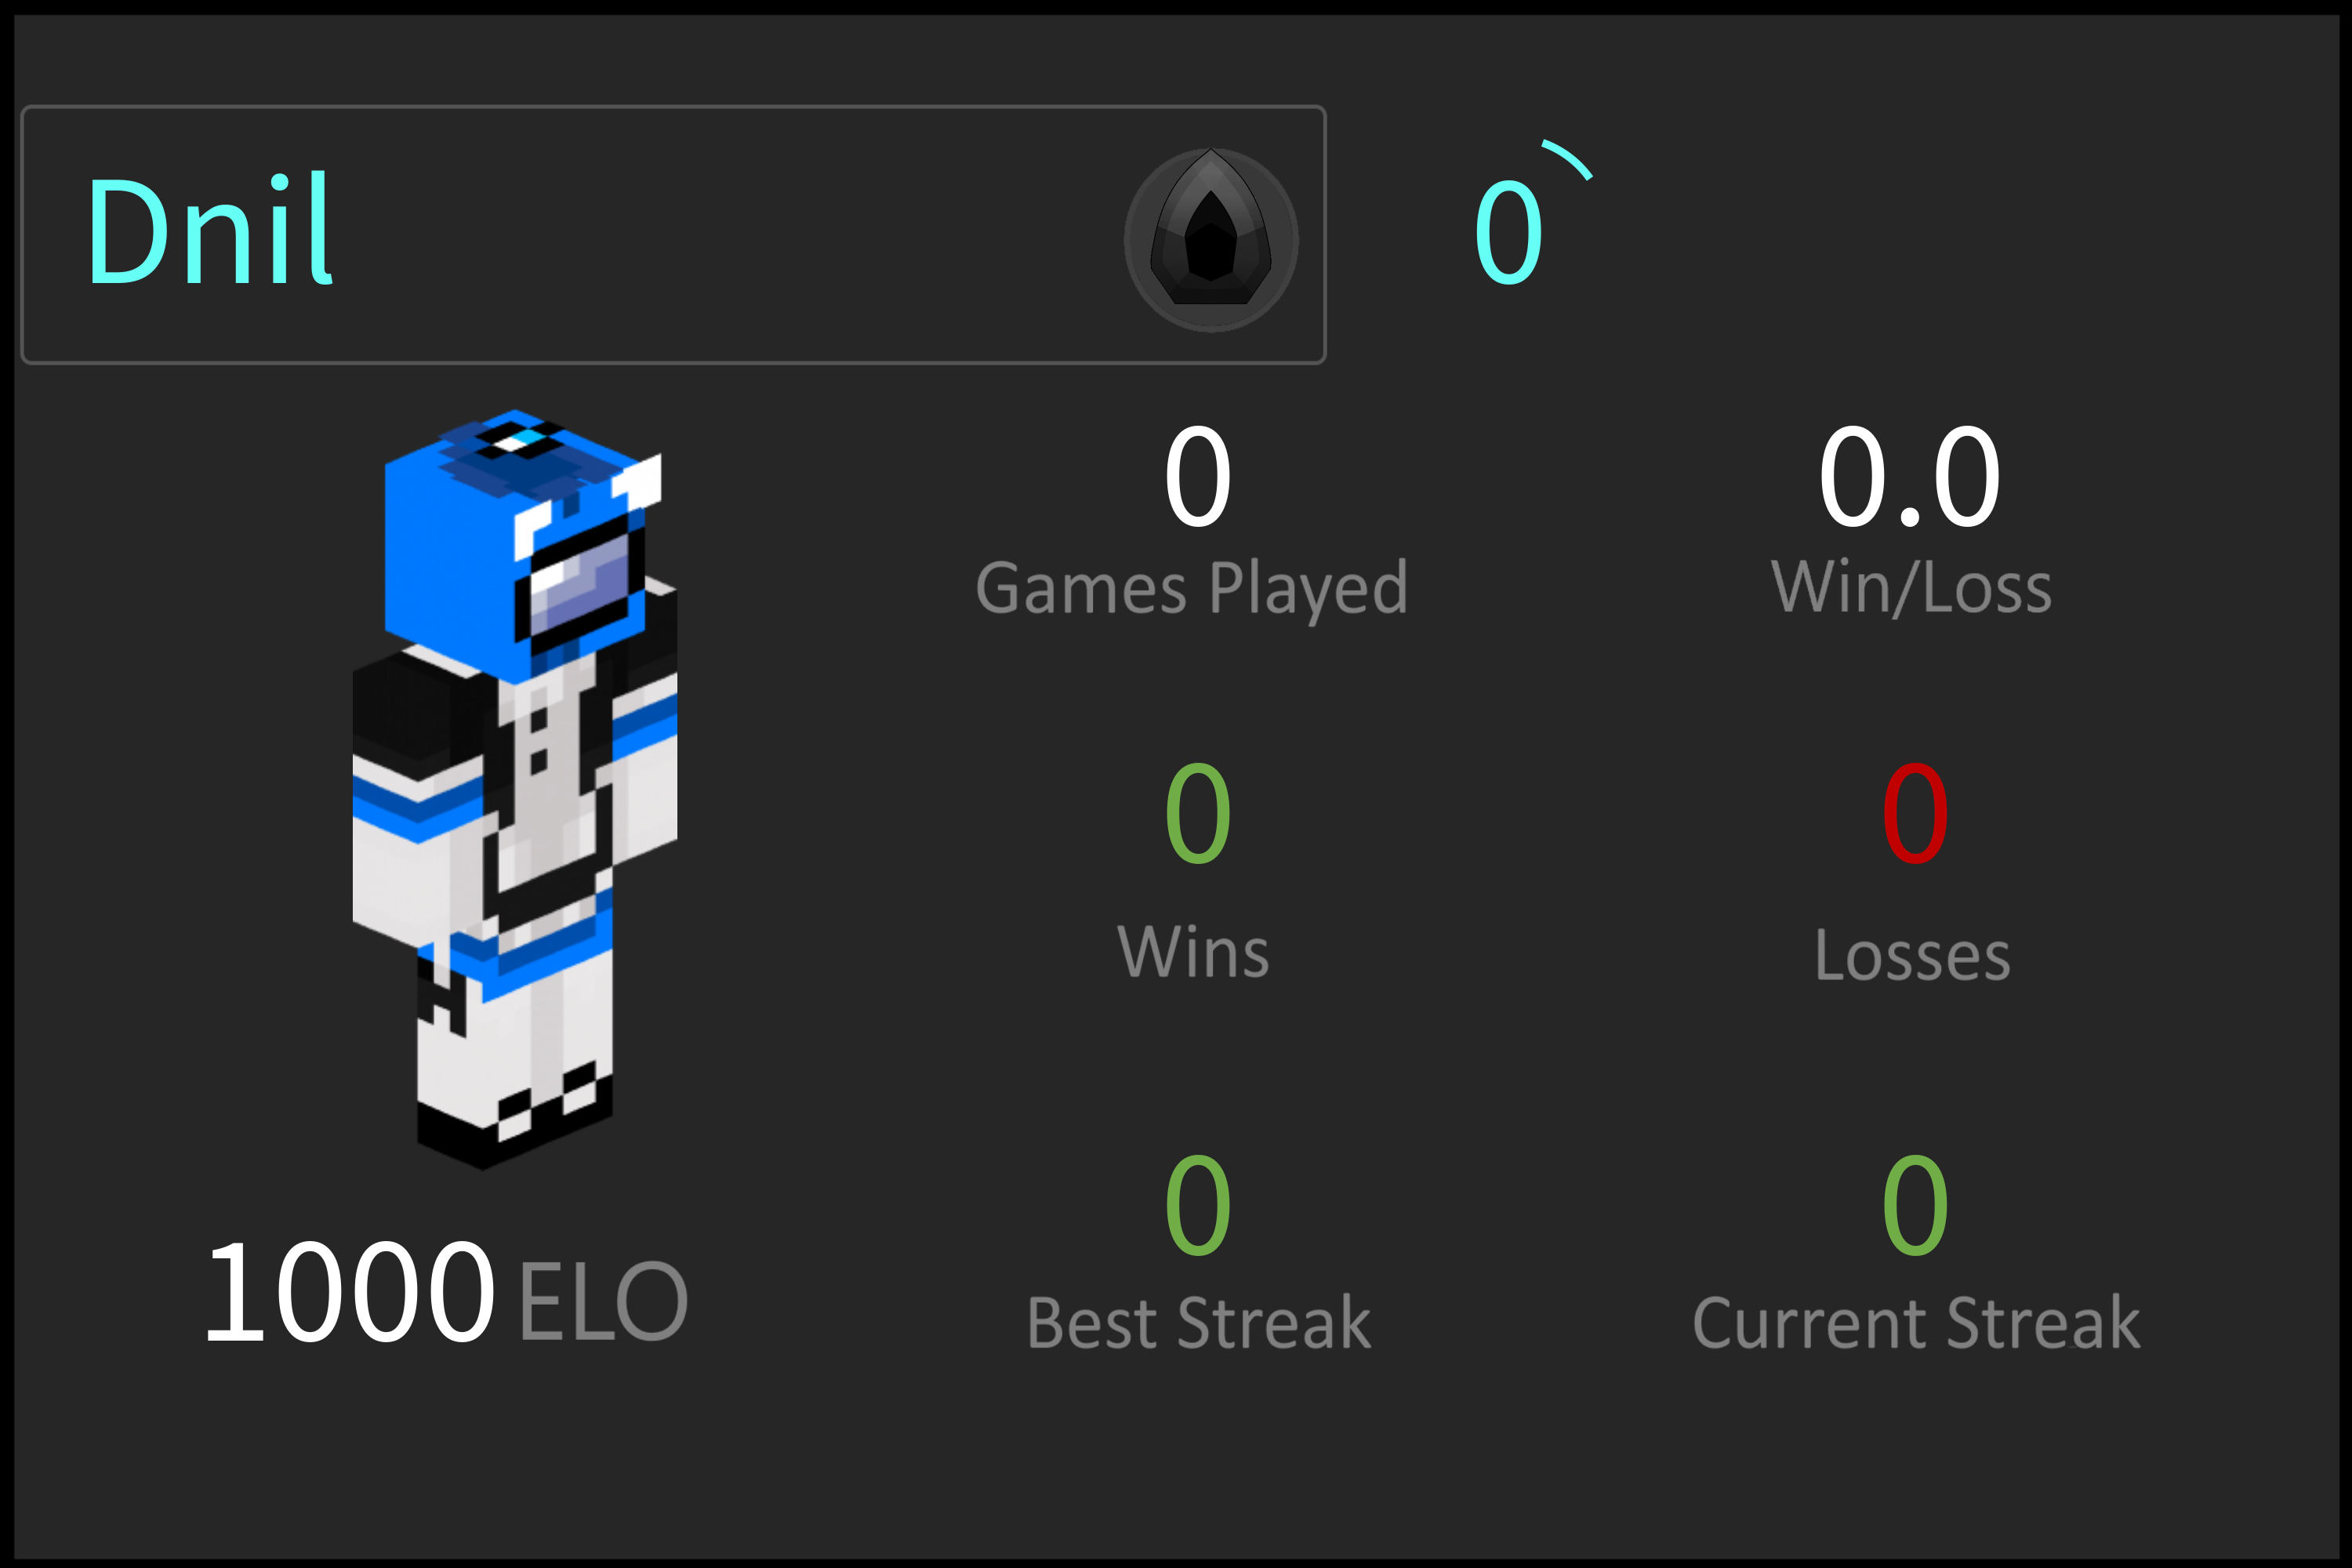 Dnil 0
0 0.0
Games Played Win/Loss
0 0
Wins Losses
0 0
1000 ELO Best Streak Current Streak